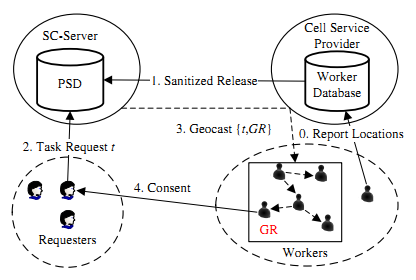 SC-Server
PSD
Cell Service
Provider
Worker
Database
1. Sanitized Release
2. Task Request t
3. Geocast {t,GR}
0. Report Locations
4. Consent
GR
Requesters
Workers